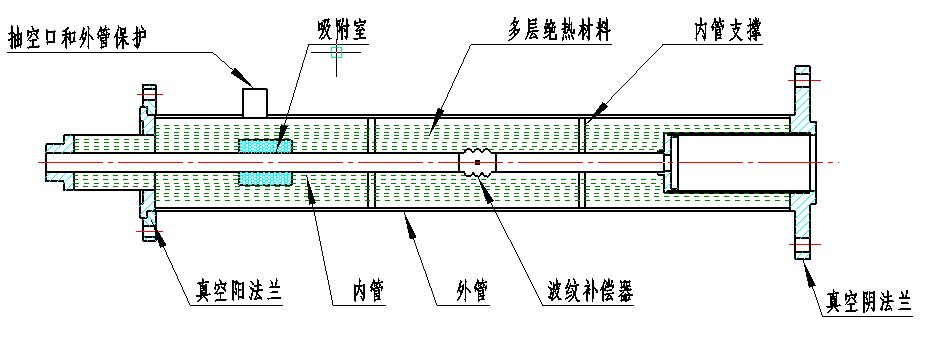 抽空口和外管保护
吸附室
多层绝热材料
内管支撑
真空阳法兰
内管
外管
波纹补偿器
真空阴法兰